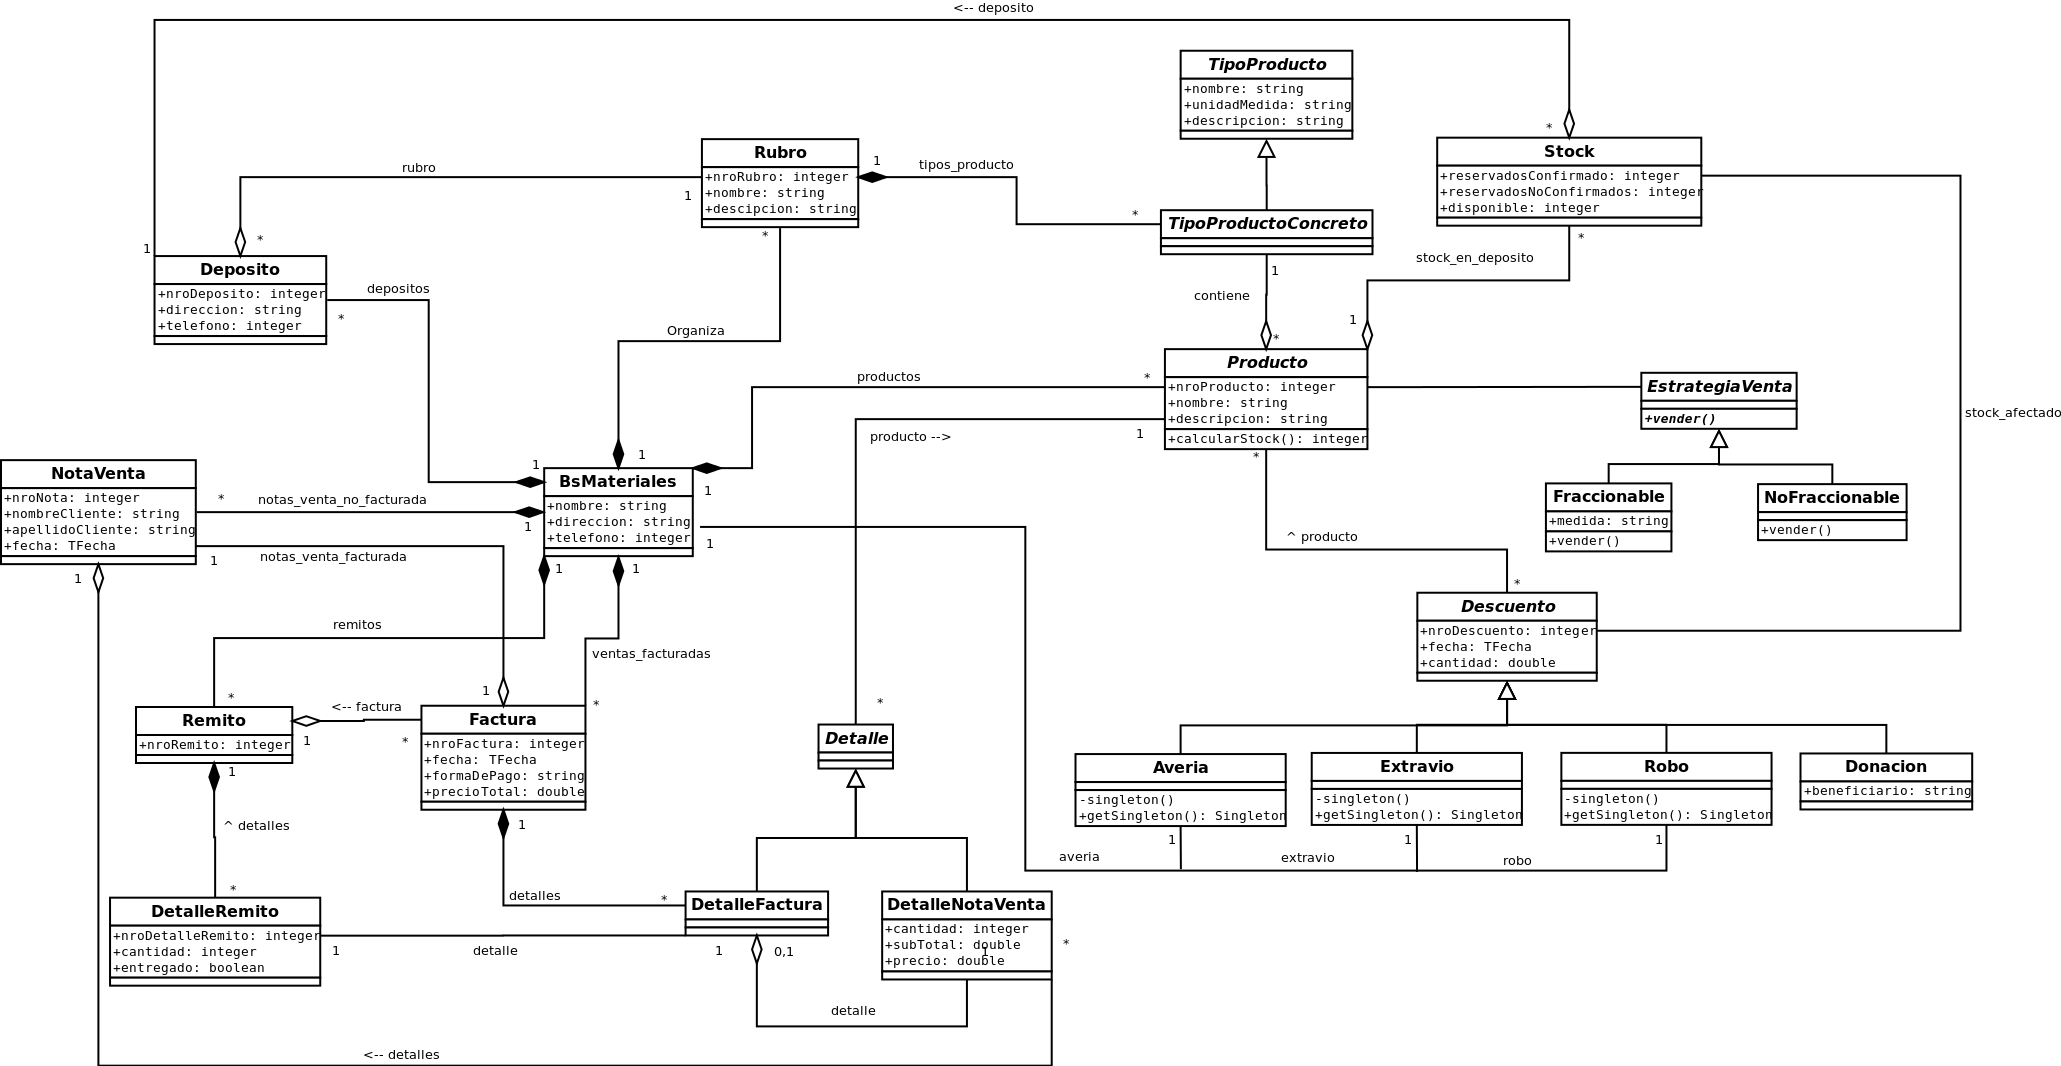 <-- deposito
TipoProducto
+nombre: string
+unidadMedida: string
+descripcion: string
*
Stock
+reservadosConfirmado: integer
+reservadosNoConfirmados: integer
+disponible: integer
*
Rubro
+nroRubro: integer
+nombre: string
+descipcion: string
1
tipos_producto
*
rubro
1
*
TipoProductoConcreto
1
contiene
*
stock_en_deposito
1
1
*
Deposito
+nroDeposito: integer
+direccion: string
+telefono: integer
depositos
*
Organiza
1
productos
*
Producto
+nroProducto: integer
+nombre: string
+descripcion: string
+calcularStock(): integer
EstrategiaVenta
+vender()
stock_afectado
producto -->
1
*
Fraccionable
+medida: string
+vender()
NoFraccionable
+vender()
NotaVenta
+nroNota: integer
+nombreCliente: string
+apellidoCliente: string
+fecha: TFecha
*
notas_venta_no_facturada
1
1
BsMateriales
+nombre: string
+direccion: string
+telefono: integer
1
1
1
notas_venta_facturada
1
1
1
^ producto
*
Descuento
+nroDescuento: integer
+fecha: TFecha
+cantidad: double
remitos
ventas_facturadas
*
1
*
Remito
+nroRemito: integer
<-- factura
1
*
1
Factura
+nroFactura: integer
+fecha: TFecha
+formaDePago: string
+precioTotal: double
1
*
Detalle
Averia
-singleton()
+getSingleton(): Singleton
1
Extravio
-singleton()
+getSingleton(): Singleton
1
Robo
-singleton()
+getSingleton(): Singleton
1
Donacion
+beneficiario: string
averia
extravio
robo
^ detalles
*
DetalleRemito
+nroDetalleRemito: integer
+cantidad: integer
+entregado: boolean
1
detalle
detalles
*
DetalleFactura
1
0,1
DetalleNotaVenta
+cantidad: integer
+subTotal: double
+precio: double
1
*
detalle
<-- detalles